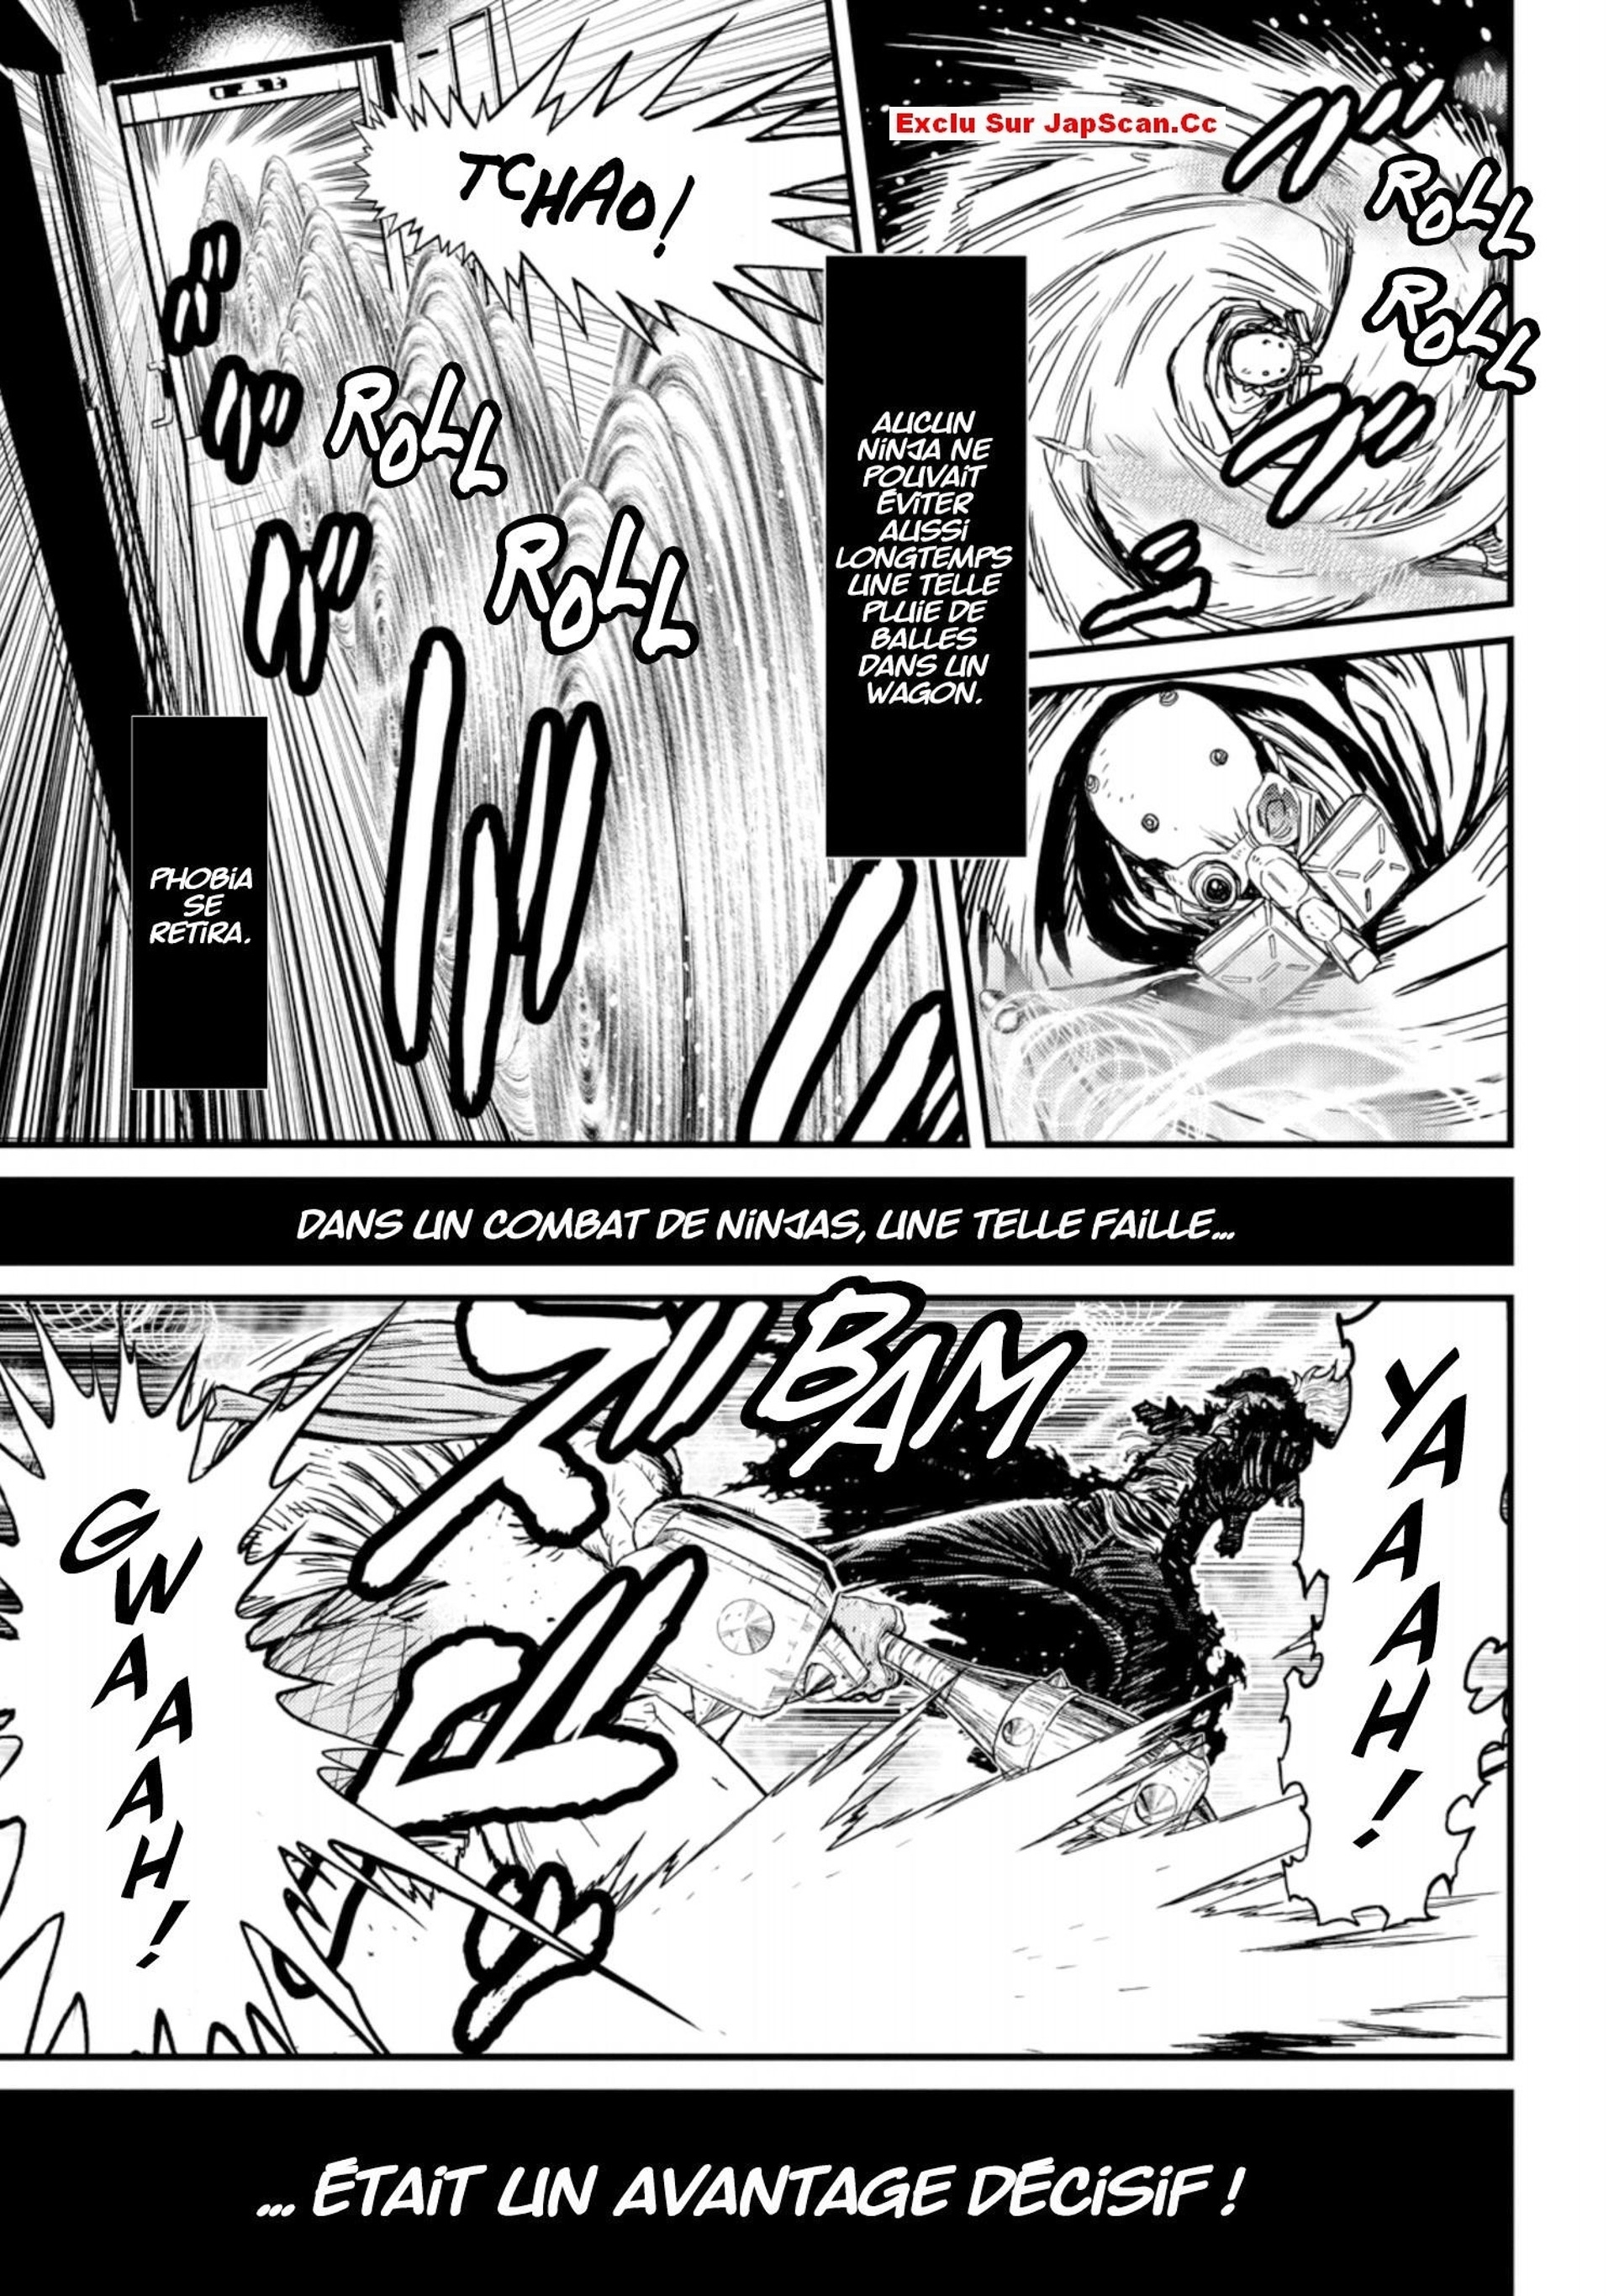 Exclu Sur JapScan.Cc
ROLL
ROLL
AUCUN
NINJA NE
POUVAIT
ÉVITER
AUSSI
LONGTEMPS
UNE TELLE
PLUIE DE
BALLES
DANS UN
WAGON.
TCHAO!
ROLL
ROLL
PHOBIA
SE
RETIRA.
DANS UN COMBAT DE NINJAS, UNE TELLE FAILLE...
YAAAH!
BAM
GWAAAH!
... ÉTAIT UN AVANTAGE DÉCISIF !